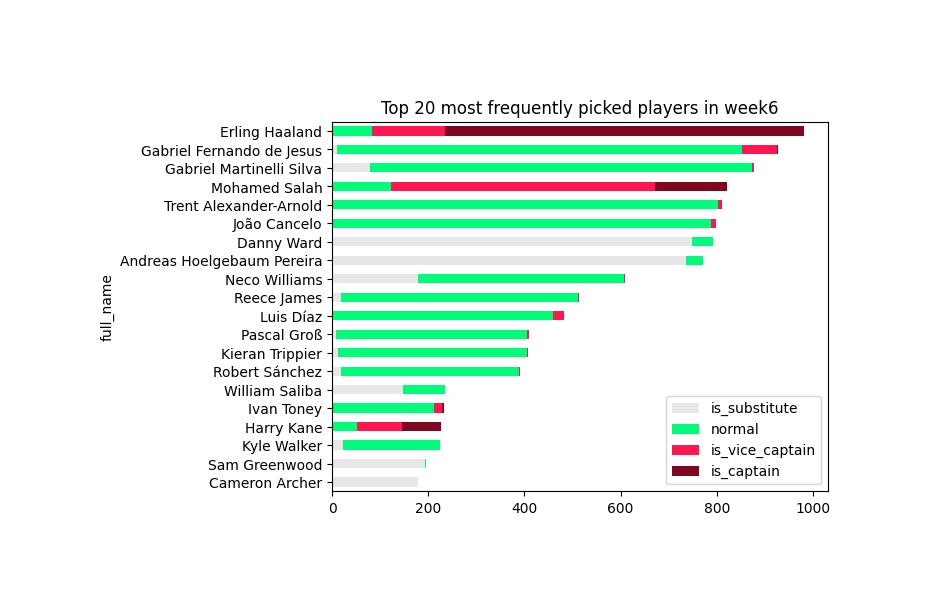 Top 20 most frequently picked players in week6
full_name
Erling Haaland
Gabriel Fernando de Jesus
Gabriel Martinelli Silva
Mohamed Salah
Trent Alexander-Arnold
João Cancelo
Danny Ward
Andreas Hoelgebaum Pereira
Neco Williams
Reece James
Luis Díaz
Pascal Groß
Kieran Trippier
Robert Sánchez
William Saliba
Ivan Toney
Harry Kane
Kyle Walker
Sam Greenwood
Cameron Archer
is_substitute
normal
is_vice_captain
is_captain
0 200 400 600 800 1000